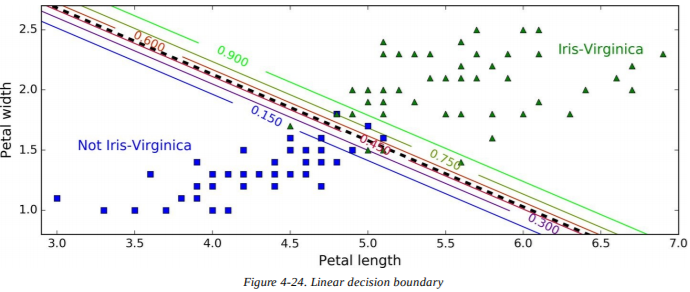 2.5
2.0
1.5
1.0
Petal width
0.600
0.900
Iris-Virginica
0.150
Not Iris-Virginica
0.450
0.750
0.300
3.0 3.5 4.0 4.5 5.0 5.5 6.0 6.5 7.0
Petal length
Figure 4-24. Linear decision boundary